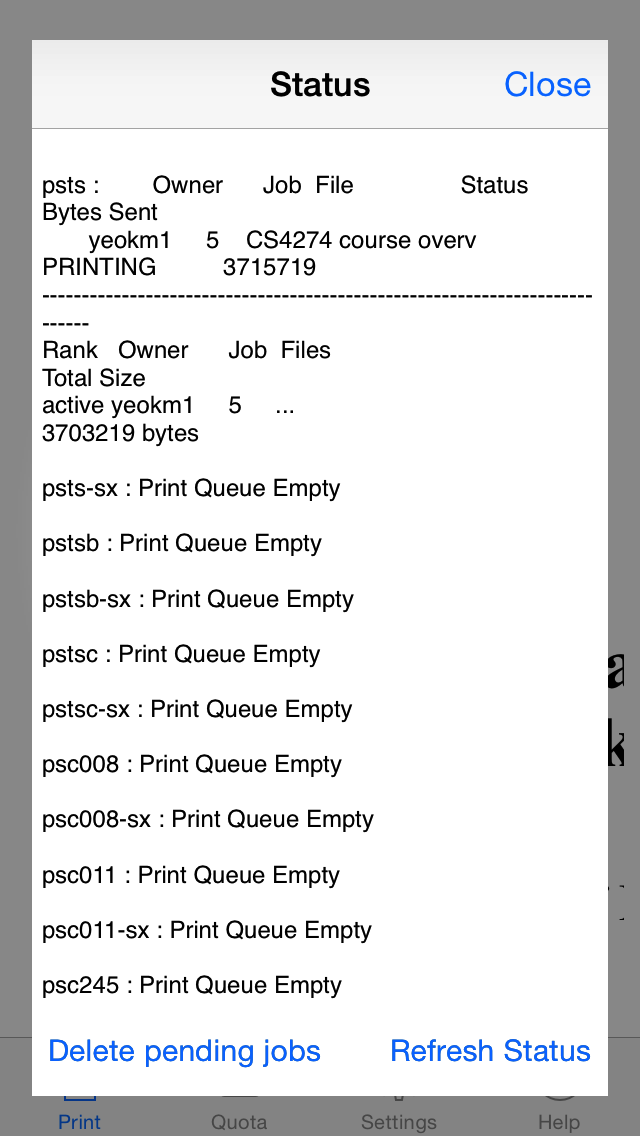 Status Close
psts : Owner Job File Status
Bytes Sent
yeokm1 5 CS4274 course overv
PRINTING 3715719
----------------------------------------------------------------------
------
Rank Owner Job Files
Total Size
active yeokm1 5 ...
3703219 bytes
psts-sx : Print Queue Empty
pstsb : Print Queue Empty
pstsb-sx : Print Queue Empty
pstsc : Print Queue Empty
pstsc-sx : Print Queue Empty
psc008 : Print Queue Empty
psc008-sx : Print Queue Empty
psc011 : Print Queue Empty
psc011-sx : Print Queue Empty
psc245 : Print Queue Empty
Delete pending jobs Refresh Status
Print Quota Settings Help